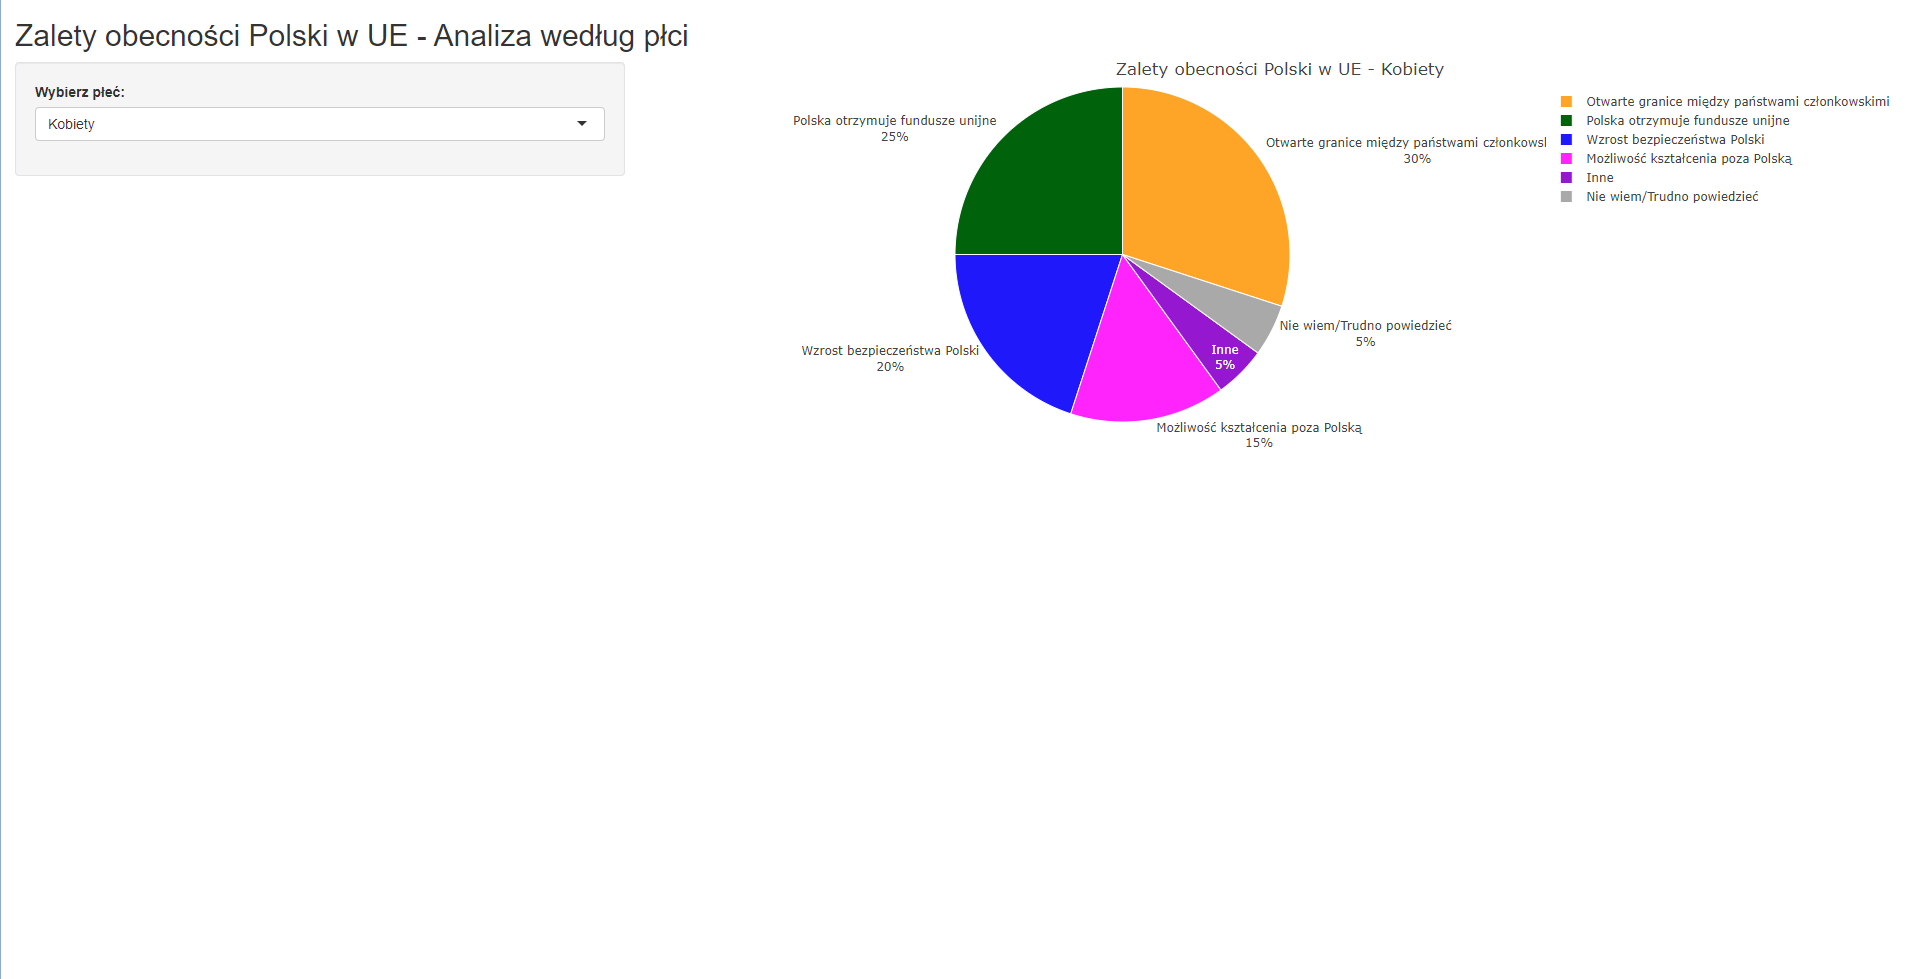 Zalety obecności Polski w UE - Analiza według płci
Wybierz płeć:
Kobiety
Zalety obecności Polski w UE - Kobiety
Polska otrzymuje fundusze unijne
25%
Otwarte granice między państwami członkowsl
30%
Wzrost bezpieczeństwa Polski
20%
Nie wiem/Trudno powiedzieć
5%
Inne
5%
Możliwość kształcenia poza Polską
15%
Otwarte granice między państwami członkowskimi
Polska otrzymuje fundusze unijne
Wzrost bezpieczeństwa Polski
Możliwość kształcenia poza Polską
Inne
Nie wiem/Trudno powiedzieć